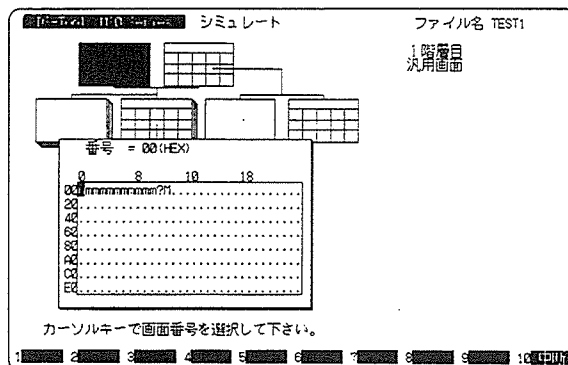 シミュレート ファイル名 TEST1
1階層目
汎用画面
番号 = 00(HEX)
0 8 10 18
00 mmmmmmmmmm?M..................
20
40
60
80
A0
C0
E0
カーソルキーで画面番号を選択して下さい。
1 2 3 4 5 6 7 8 9 10 中断